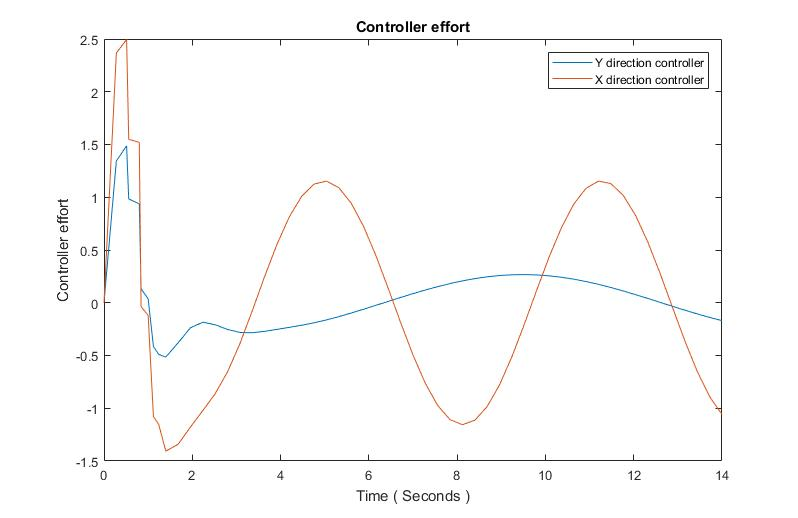 Controller effort
2.5
2
1.5
1
0.5
0
-0.5
-1
-1.5
Controller effort
Y direction controller
X direction controller
0 2 4 6 8 10 12 14
Time ( Seconds )